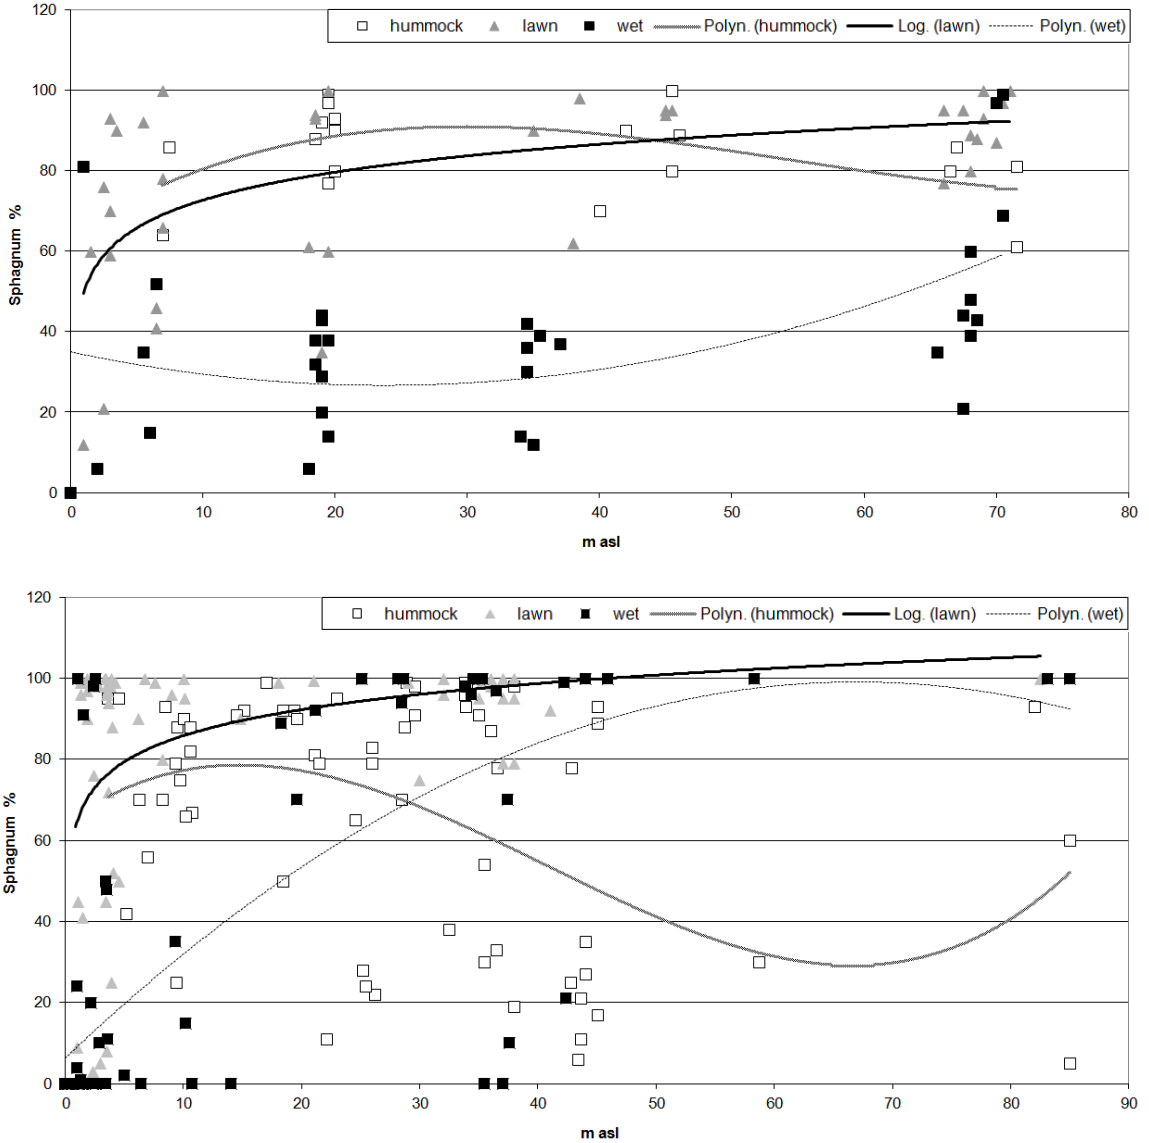 120
hummock lawn wet Polyn. (hummock) Log. (lawn) Polyn. (wet)
100
80
60
40
20
0
Sphagnum %
0 10 20 30 40 50 60 70 80
m asl
120
hummock lawn wet Polyn. (hummock) Log. (lawn) Polyn. (wet)
100
80
60
40
20
0
Sphagnum %
0 10 20 30 40 50 60 70 80 90
m asl